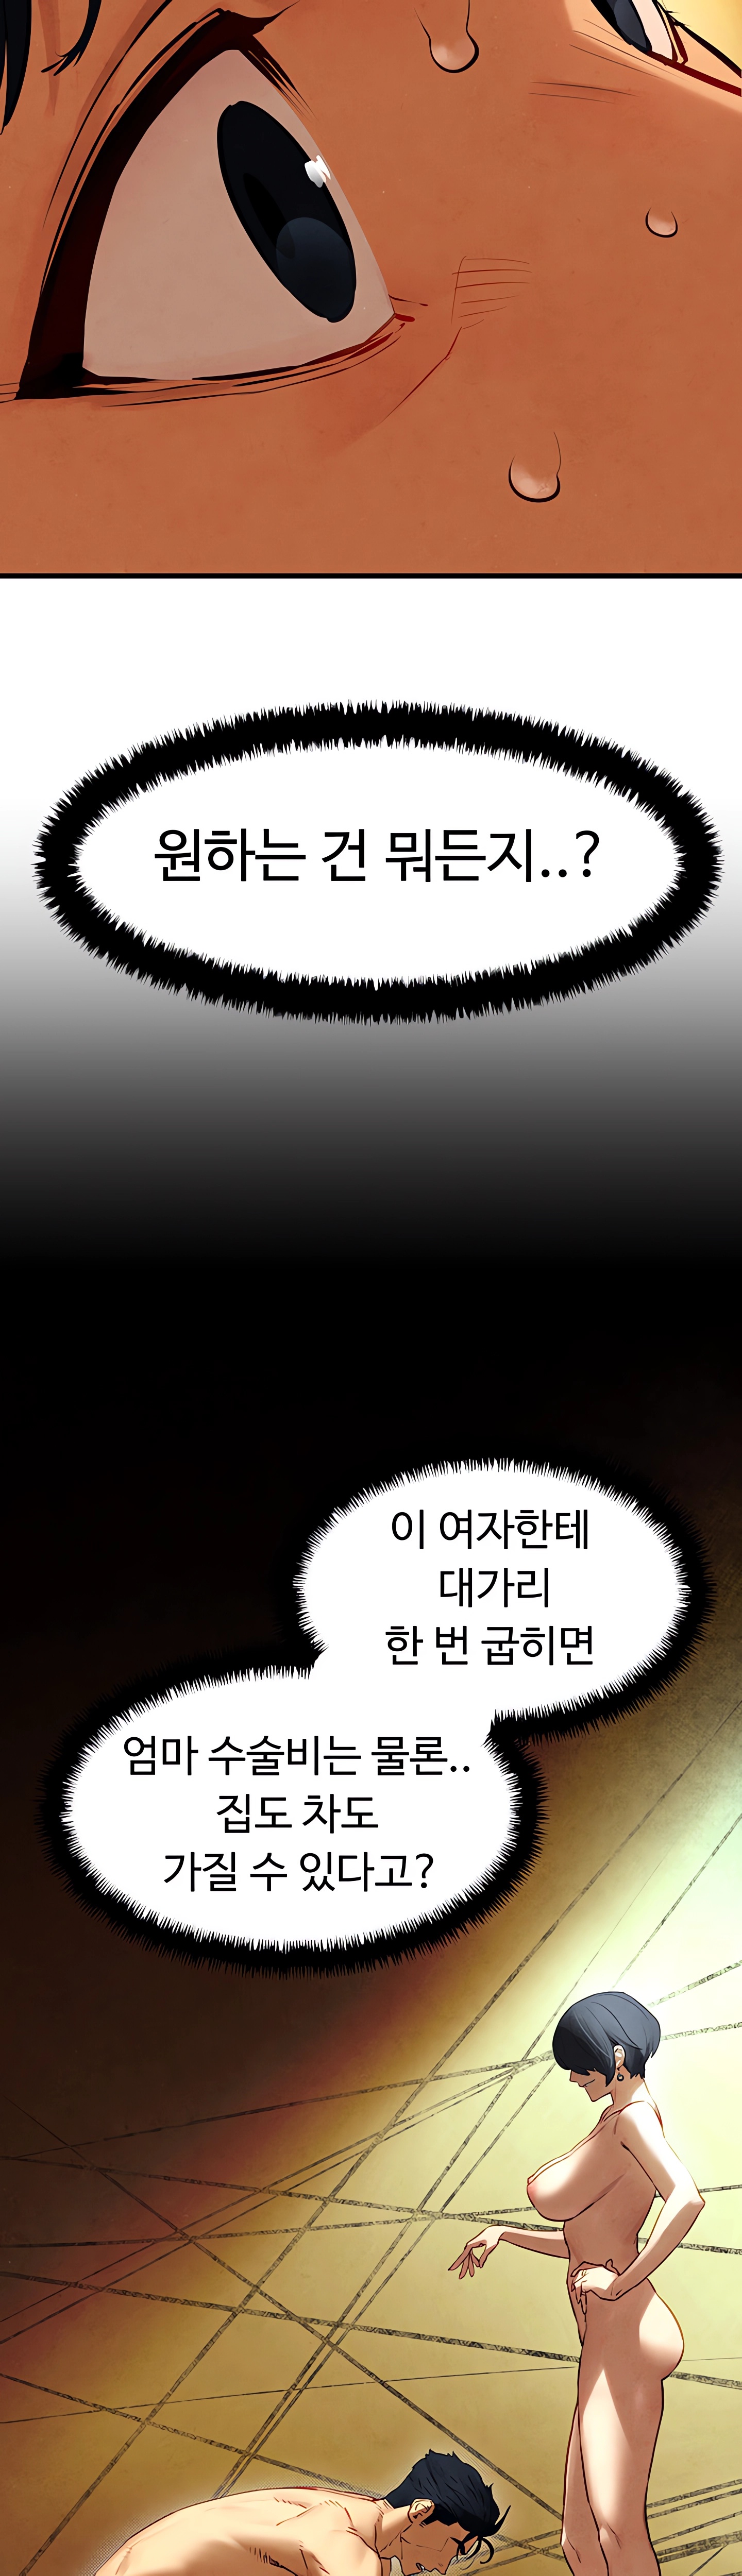 원하는 건 뭐든지..?
이 여자한테
대가리
한 번 굽히면
엄마 수술비는 물론..
집도 차도
가질 수 있다고?